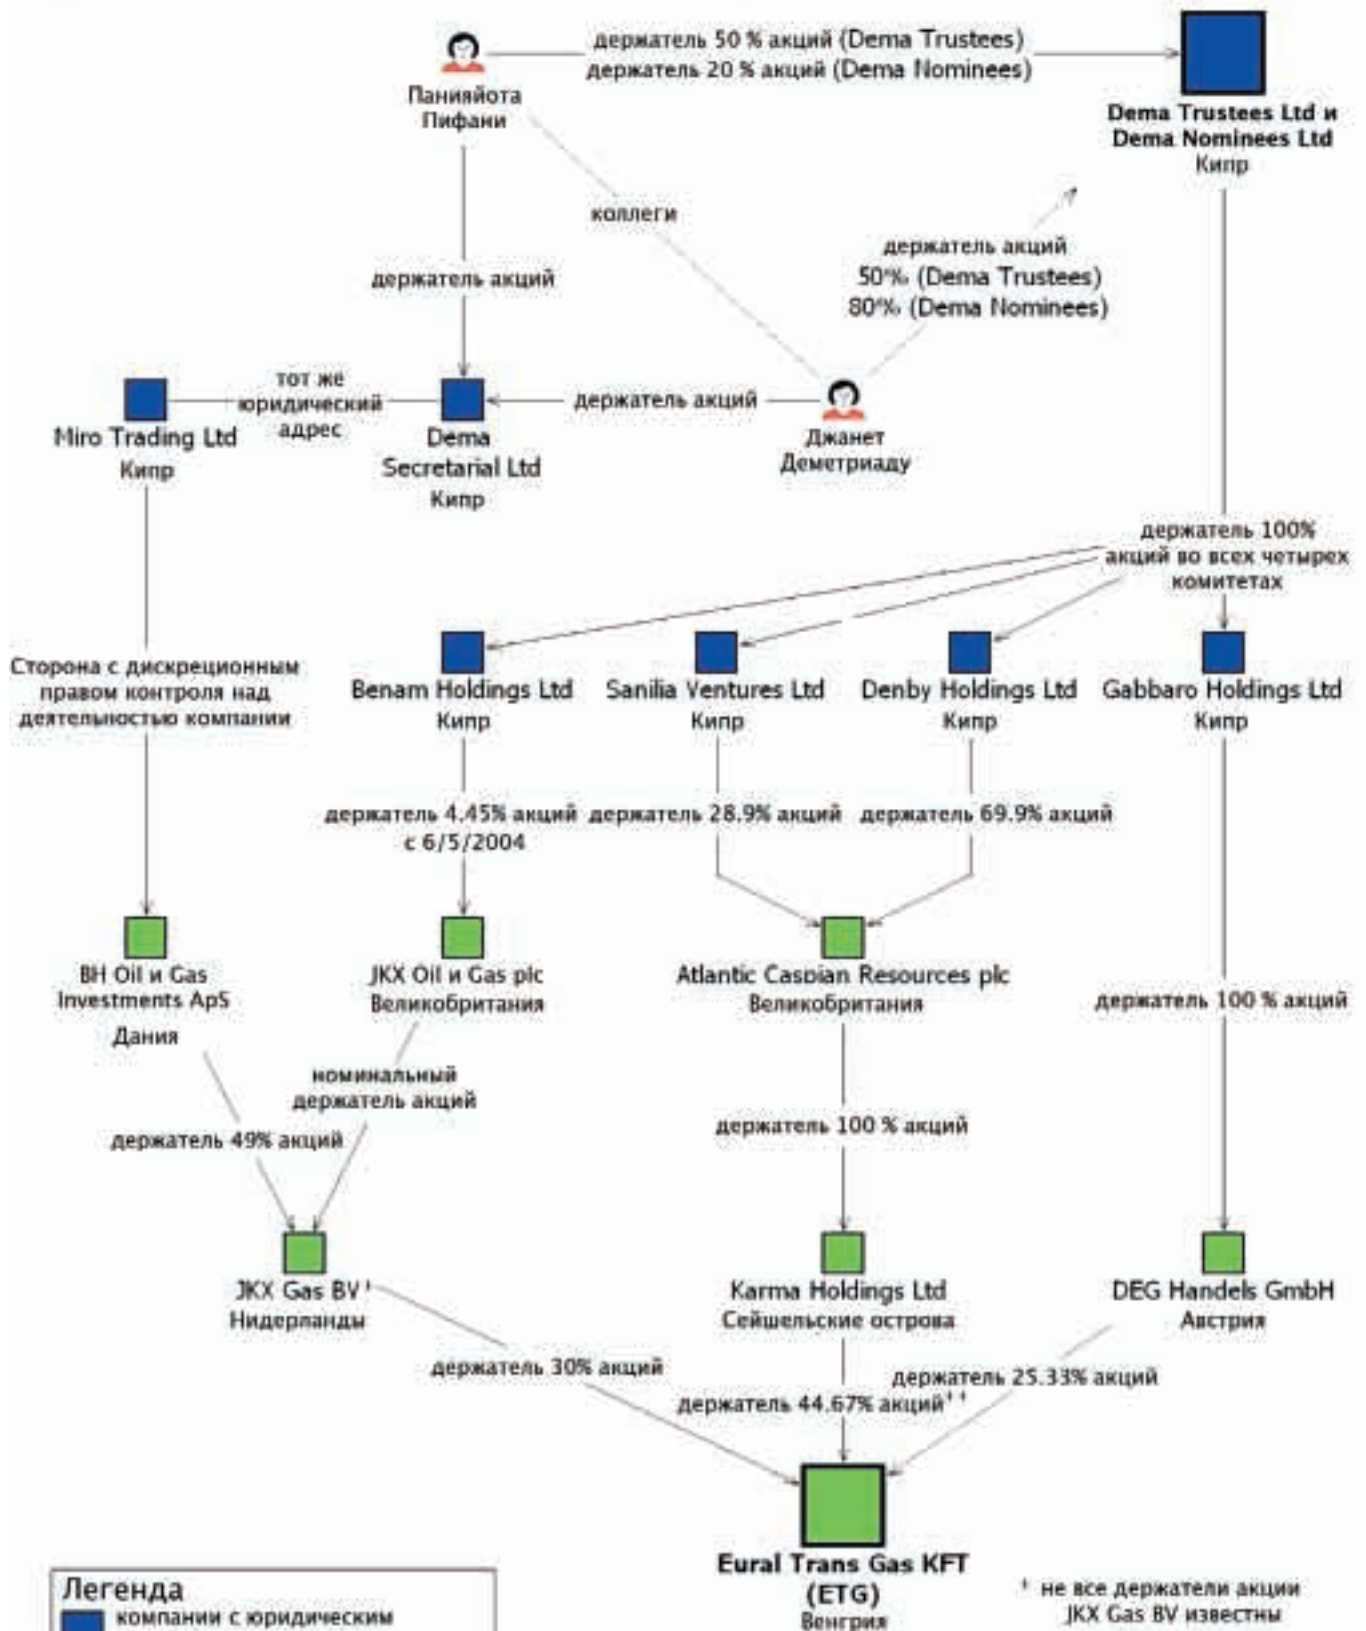 держатель 50 % акций (Dema Trustees)
держатель 20 % акций (Dema Nominees)
Панияйота
Пифани
Dema Trustees Ltd и
Dema Nominees Ltd
Кипр
коллеги
держатель акций
50% (Dema Trustees)
80% (Dema Nominees)
держатель акций
тот же
юридический
адрес
держатель акций
Miro Trading Ltd
Кипр
Dema
Secretarial Ltd
Кипр
Джанет
Деметриаду
держатель 100%
акций во всех четырех
комитетах
Сторона с дискреционным
правом контроля над
деятельностью компании
Benam Holdings Ltd
Кипр
Sanilia Ventures Ltd
Кипр
Denby Holdings Ltd
Кипр
Gabbaro Holdings Ltd
Кипр
держатель 4.45% акций
с 6/5/2004
держатель 28.9% акций
держатель 69.9% акций
BH Oil и Gas
Investments ApS
Дания
JKX Oil и Gas plc
Великобритания
Atlantic Caspian Resources plc
Великобритания
держатель 100 % акций
номинальный
держатель акций
держатель 49% акций
держатель 100 % акций
JKX Gas BV †
Нидерланды
Karma Holdings Ltd
Сейшельские острова
DEG Handels GmbH
Австрия
держатель 30% акций
держатель 25.33% акций
держатель 44.67% акций††
Eural Trans Gas KFT
(ETG)
Венгрия
Легенда
компании с юридическим
† не все держатели акции
JKX Gas BV известны